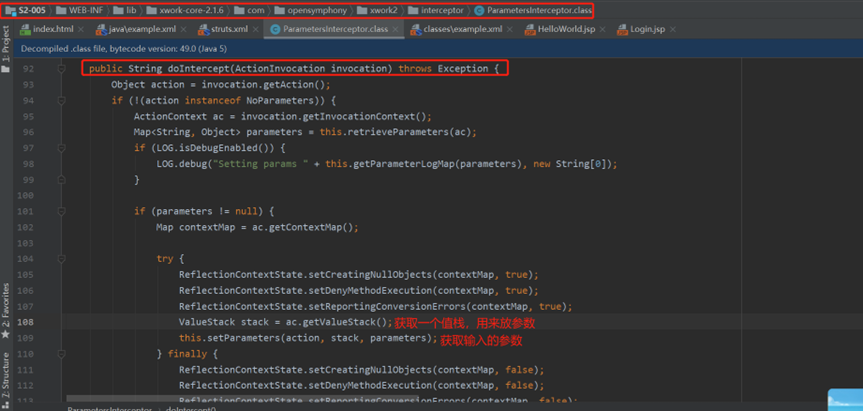 S2-005 WEB-INF lib xwork-core-2.1.6 com opensymphony xwork2 interceptor ParametersInterceptor.class
index.html java\example.xml struts.xml ParametersInterceptor.class classes\example.xml HelloWorld.jsp Login.jsp
1: Project
Decompiled .class file, bytecode version: 49.0 (Java 5)
92 public String doIntercept(ActionInvocation invocation) throws Exception {
93 Object action = invocation.getAction();
94 if (!(action instanceof NoParameters)) {
95 ActionContext ac = invocation.getInvocationContext();
96 Map<String, Object> parameters = this.retrieveParameters(ac);
97 if (LOG.isDebugEnabled()) {
98 LOG.debug("Setting params " + this.getParameterLogMap(parameters), new String[0]);
99 }
100
101 if (parameters != null) {
102 Map contextMap = ac.getContextMap();
103
104 try {
105 ReflectionContextState.setCreatingNullObjects(contextMap, true);
106 ReflectionContextState.setDenyMethodExecution(contextMap, true);
107 ReflectionContextState.setReportingConversionErrors(contextMap, true);
108 ValueStack stack = ac.getValueStack();获取一个值栈，用来放参数
109 this.setParameters(action, stack, parameters);获取输入的参数
110 } finally {
111 ReflectionContextState.setCreatingNullObjects(contextMap, false);
112 ReflectionContextState.setDenyMethodExecution(contextMap, false);
113 ReflectionContextState.setReportingConversionErrors(contextMap, false);
2: Favorites
7: Structure
ParametersInterceptor doIntercept()